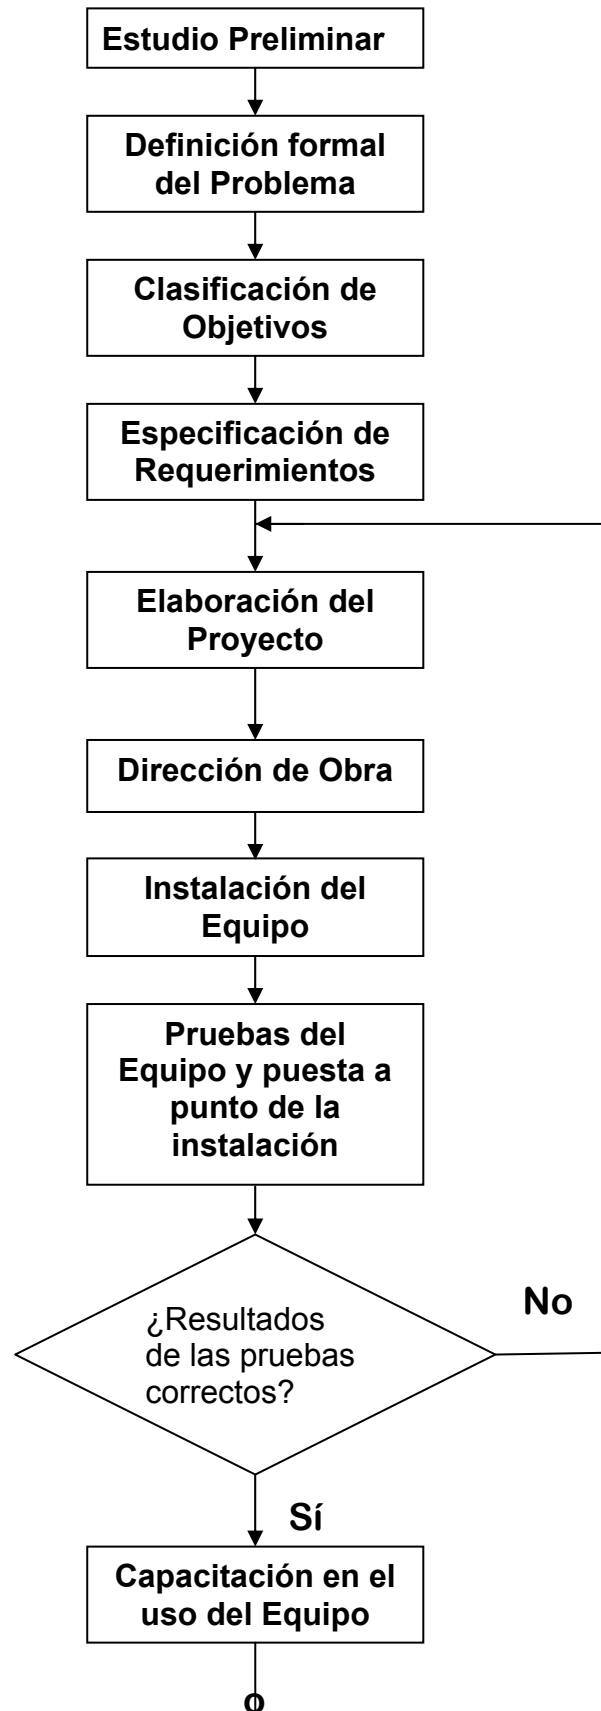 Estudio Preliminar
Definición formal
del Problema
Clasificación de
Objetivos
Especificación de
Requerimientos
Elaboración del
Proyecto
Dirección de Obra
Instalación del
Equipo
Pruebas del
Equipo y puesta a
punto de la
instalación
¿Resultados
de las pruebas
correctos?
No
Sí
Capacitación en el
uso del Equipo
o